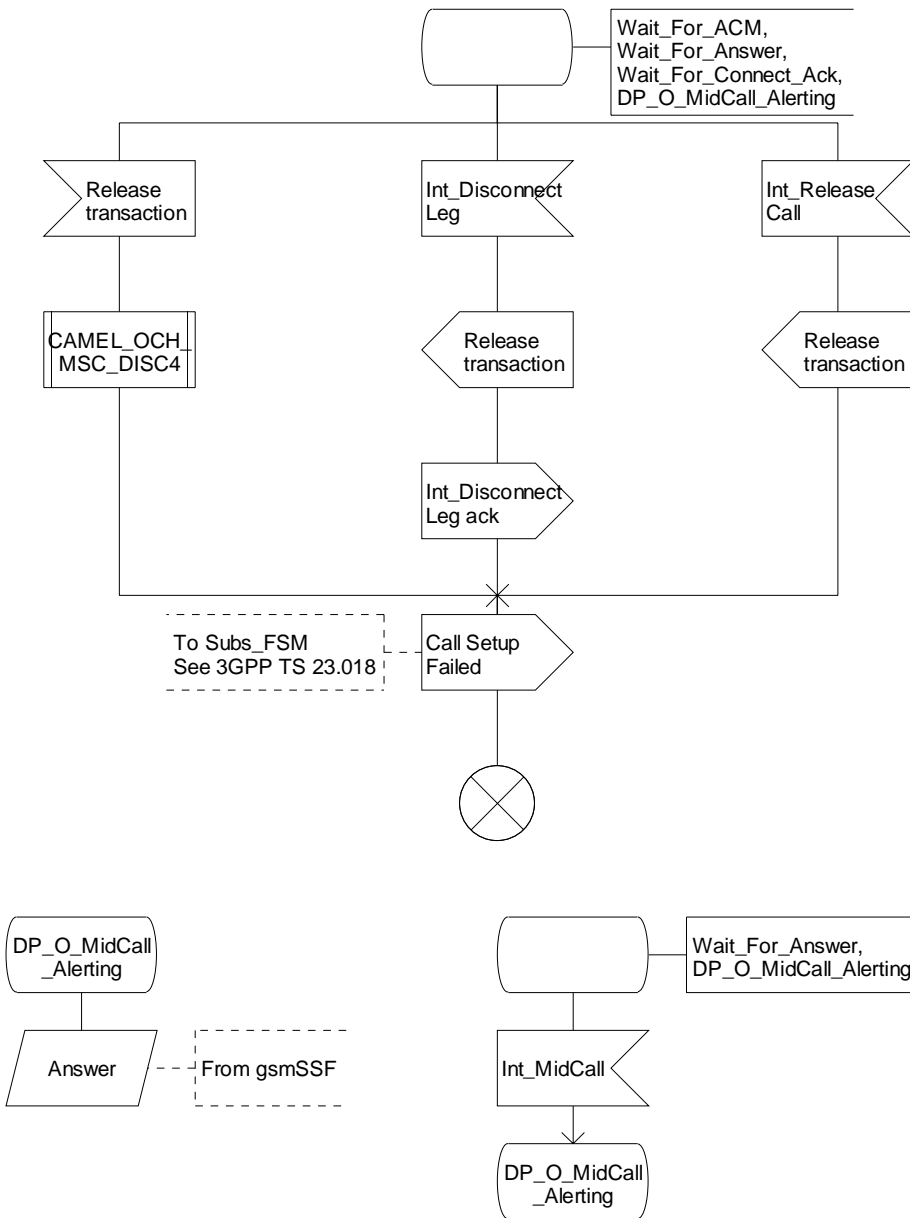 Wait_For_ACM,
Wait_For_Answer,
Wait_For_Connect_Ack,
DP_O_MidCall_Alerting
Release
transaction
Int_Disconnect
Leg
Int_Release
Call
CAMEL_OCH_
MSC_DISC4
Release
transaction
Release
transaction
Int_Disconnect
Leg ack
To Subs_FSM
See 3GPP TS 23.018
Call Setup
Failed
DP_O_MidCall
_Alerting
Wait_For_Answer,
DP_O_MidCall_Alerting
Answer
From gsmSSF
Int_MidCall
DP_O_MidCall
_Alerting